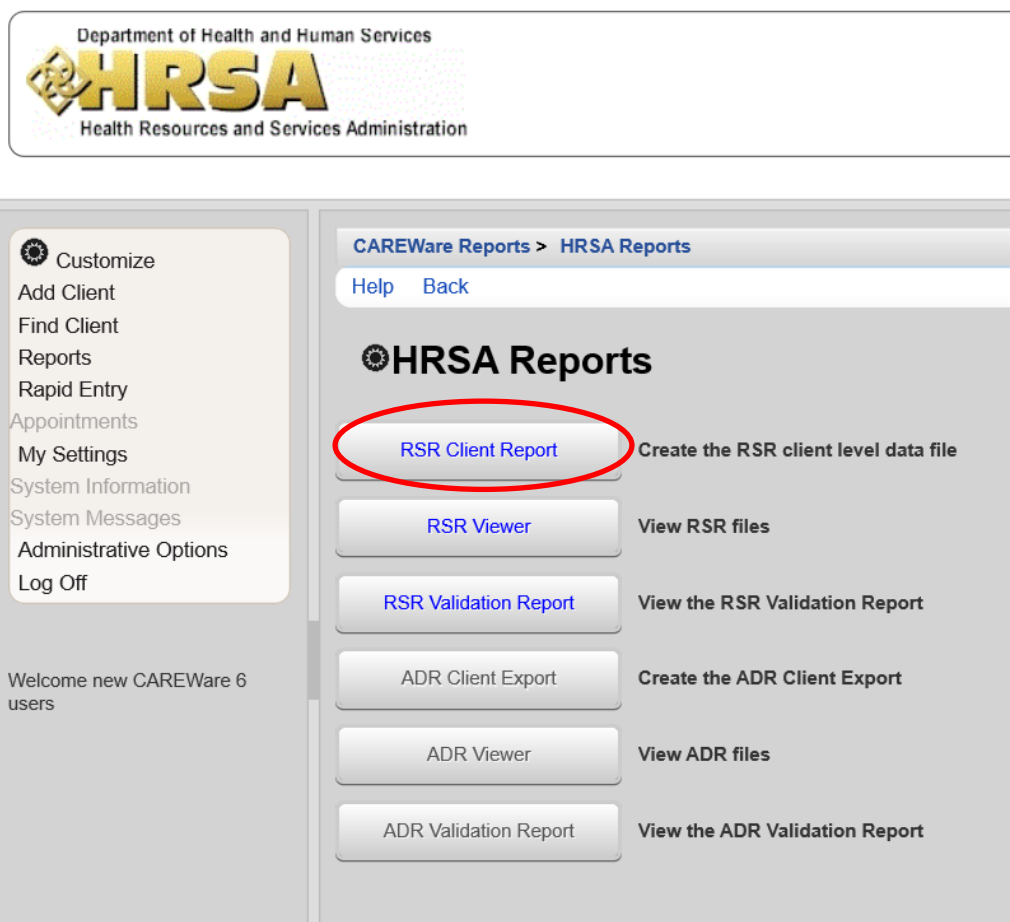 Department of Health and Human Services
HRSA
Health Resources and Services Administration
Customize
Add Client
Find Client
Reports
Rapid Entry
Appointments
My Settings
System Information
System Messages
Administrative Options
Log Off
Welcome new CAREWare 6
users
CAREWare Reports > HRSA Reports
Help Back
HRSA Reports
RSR Client Report Create the RSR client level data file
RSR Viewer View RSR files
RSR Validation Report View the RSR Validation Report
ADR Client Export Create the ADR Client Export
ADR Viewer View ADR files
ADR Validation Report View the ADR Validation Report